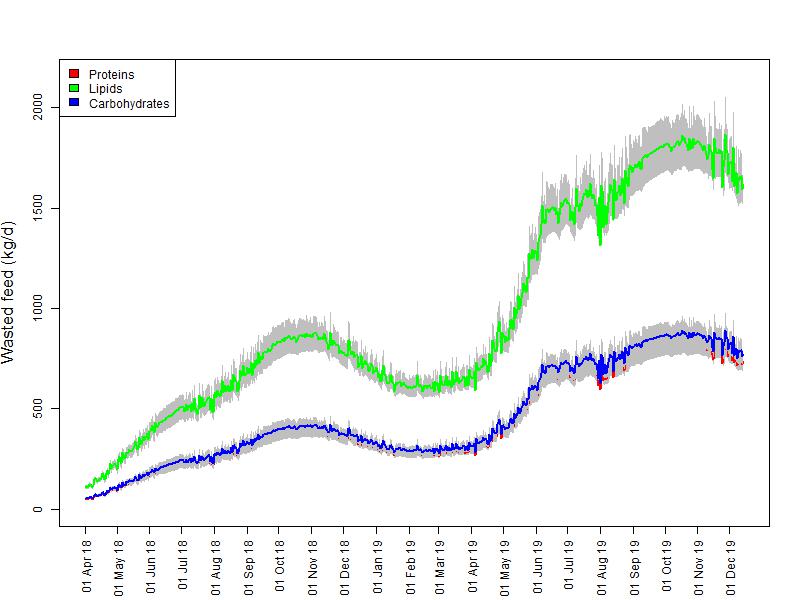 Proteins
Lipids
Carbohydrates
Wasted feed (kg/d)
2000
1500
1000
500
0
01 Apr 18
01 May 18
01 Jun 18
01 Jul 18
01 Aug 18
01 Sep 18
01 Oct 18
01 Nov 18
01 Dec 18
01 Jan 19
01 Feb 19
01 Mar 19
01 Apr 19
01 May 19
01 Jun 19
01 Jul 19
01 Aug 19
01 Sep 19
01 Oct 19
01 Nov 19
01 Dec 19